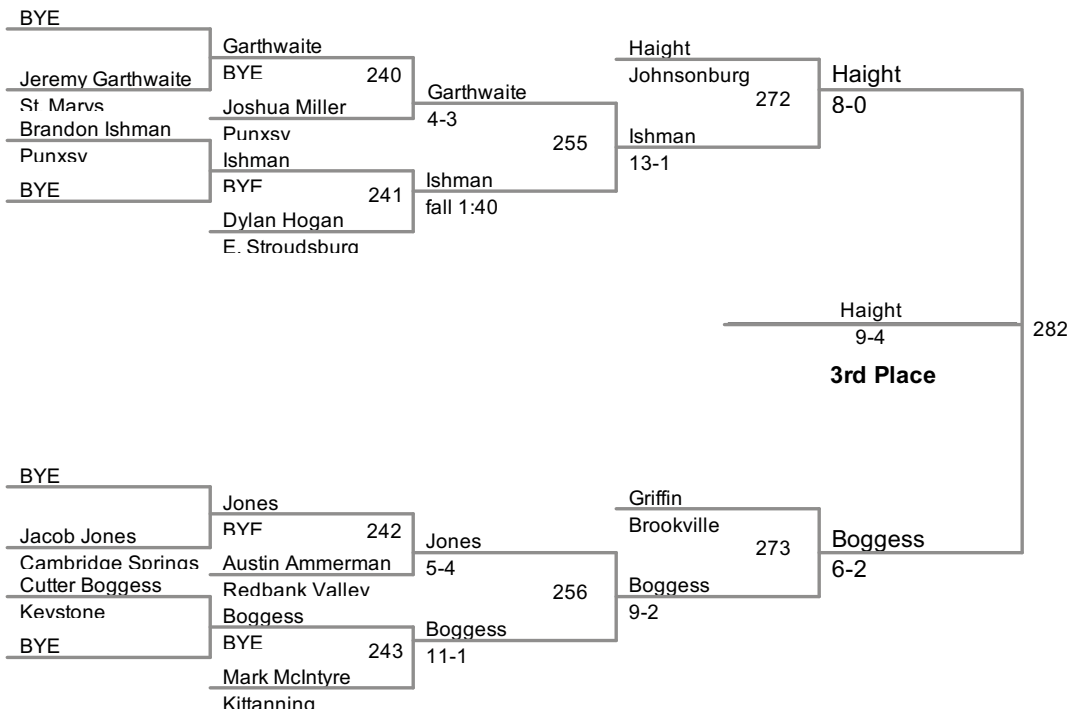 BYE
Jeremy Garthwaite
St. Marys
Brandon Ishman
Punxsy
BYE
Garthwaite
BYE
240
Joshua Miller
Punxsy
Ishman
BYE
241
Dylan Hogan
E. Stroudsburg
Garthwaite
4-3
255
Ishman
fall 1:40
Haight
Johnsonburg
272
Ishman
13-1
Haight
8-0
Haight
9-4
3rd Place
282
BYE
Jacob Jones
Cambridge Springs
Cutter Boggess
Keystone
BYE
Jones
BYE
242
Austin Ammerman
Redbank Valley
Boggess
BYE
243
Mark McIntyre
Kittanning
Jones
5-4
256
Boggess
11-1
Griffin
Brookville
273
Boggess
9-2
Boggess
6-2